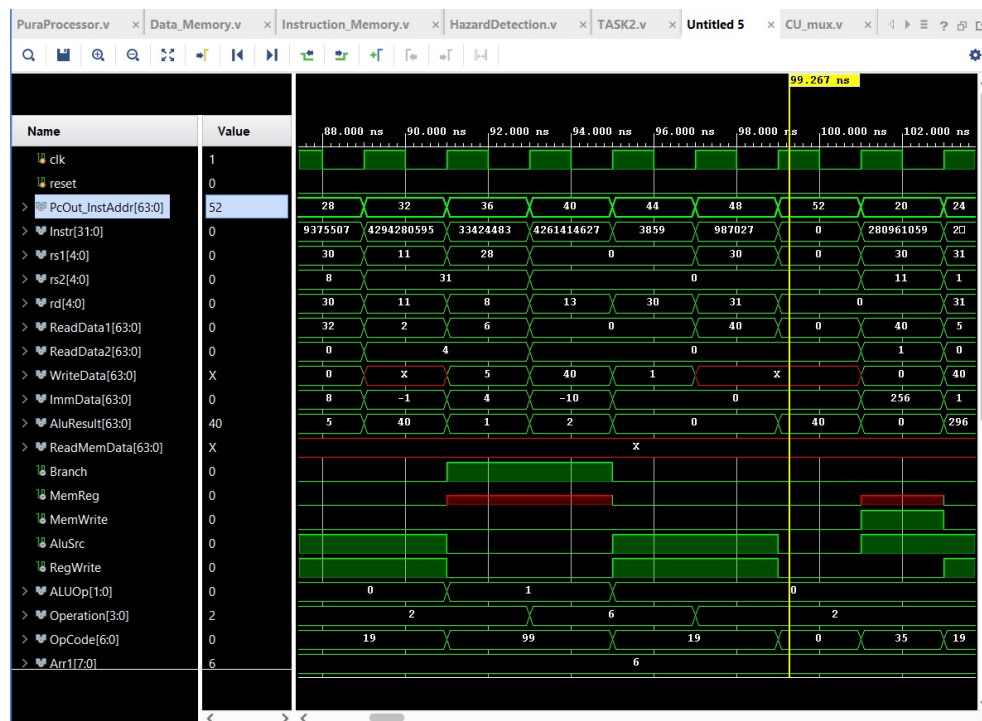 PuraProcessor.v × Data_Memory.v × Instruction_Memory.v × HazardDetection.v × TASK2.v × Untitled 5 × CU_mux.v × ?
99.267 ns
Name Value 88.000 ns 90.000 ns 92.000 ns 94.000 ns 96.000 ns 98.000 ns 100.000 ns 102.000 ns
clk 1
reset 0
PcOut_InstAddr[63:0] 52 28 32 36 40 44 48 52 20 24
Instr[31:0] 0 9375507 4294280595 33424483 4261414627 3859 987027 0 280961059 2
rs1[4:0] 0 30 11 28 0 30 0 30 31
rs2[4:0] 0 8 31 0 11 1
rd[4:0] 0 30 11 8 13 30 31 0 31
ReadData1[63:0] 0 32 2 6 0 40 0 40 5
ReadData2[63:0] 0 0 4 0 1 0
WriteData[63:0] X 0 X 5 40 1 X 0 40
ImmData[63:0] 0 8 -1 4 -10 0 256 1
AluResult[63:0] 40 5 40 1 2 0 40 0 296
ReadMemData[63:0] X X
Branch 0
MemReg 0
MemWrite 0
AluSrc 0
RegWrite 0
ALUOp[1:0] 0 0 1 0
Operation[3:0] 2 2 6 2
OpCode[6:0] 0 19 99 19 0 35 19
Arr1[7:0] 6 6